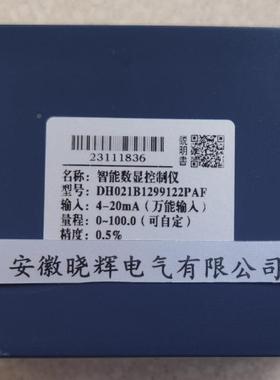 23111836
説明書
名称：智能数显控制仪
型号：DH021B1299122PAF
输入：4-20mA（万能输入）
量程：0~100.0（可自定）
精度：0.5%
安徽晓辉电气有限公司